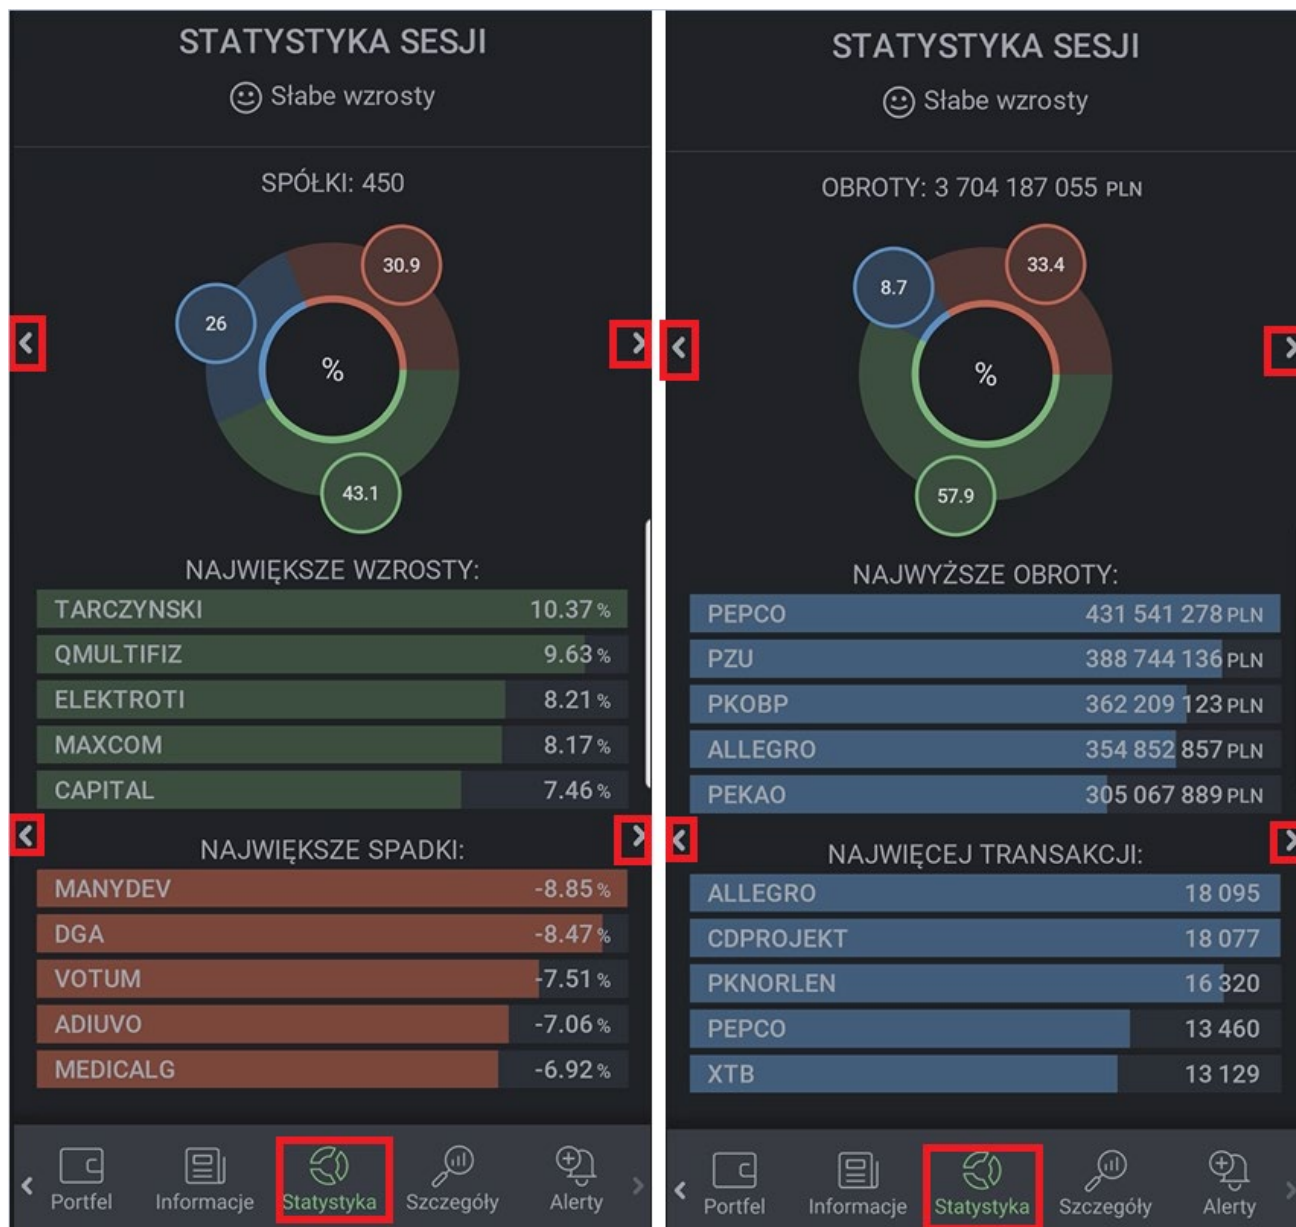 STATYSTYKA SESJI
Słabe wzrosty
SPÓŁKI: 450
30.9
26
%
43.1
NAJWIĘKSZE WZROSTY:
TARCZYNSKI 10.37 %
QMULTIFIZ 9.63 %
ELEKTROTI 8.21 %
MAXCOM 8.17 %
CAPITAL 7.46 %
NAJWIĘKSZE SPADKI:
MANYDEV -8.85 %
DGA -8.47 %
VOTUM -7.51 %
ADIUVO -7.06 %
MEDICALG -6.92 %
Portfel Informacje Statystyka Szczegóły Alerty
STATYSTYKA SESJI
Słabe wzrosty
OBROTY: 3 704 187 055 PLN
33.4
8.7
%
57.9
NAJWYŻSZE OBROTY:
PEPCO 431 541 278 PLN
PZU 388 744 136 PLN
PKOBP 362 209 123 PLN
ALLEGRO 354 852 857 PLN
PEKAO 305 067 889 PLN
NAJWIĘCEJ TRANSAKCJI:
ALLEGRO 18 095
CDPROJEKT 18 077
PKNORLEN 16 320
PEPCO 13 460
XTB 13 129
Portfel Informacje Statystyka Szczegóły Alerty